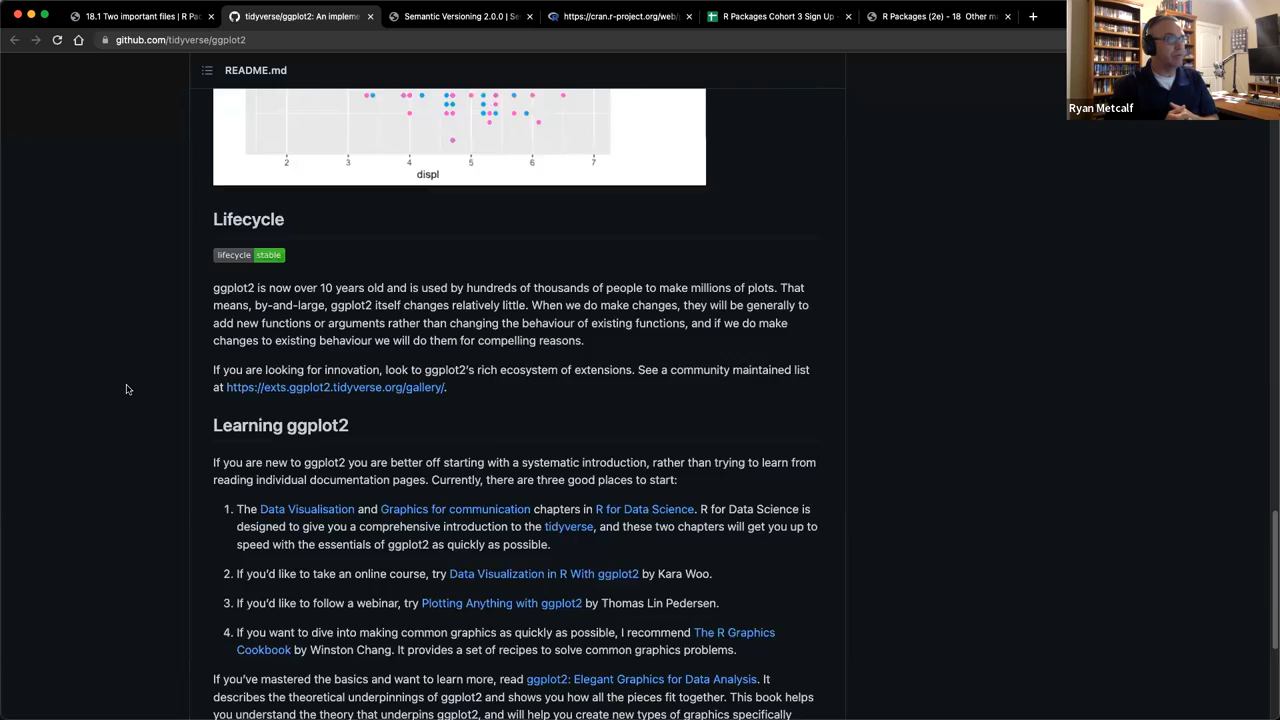 18.1 Two important files | R Pac
tidyverse/ggplot2: An impleme
Semantic Versioning 2.0.0 | Se
https://cran.r-project.org/web/
R Packages Cohort 3 Sign Up -
R Packages (2e) - 18 Other m
github.com/tidyverse/ggplot2
Ryan Metcalf
README.md
2 3 4 5 6 7
displ
Lifecycle
lifecycle stable
ggplot2 is now over 10 years old and is used by hundreds of thousands of people to make millions of plots. That
means, by-and-large, ggplot2 itself changes relatively little. When we do make changes, they will be generally to
add new functions or arguments rather than changing the behaviour of existing functions, and if we do make
changes to existing behaviour we will do them for compelling reasons.
If you are looking for innovation, look to ggplot2's rich ecosystem of extensions. See a community maintained list
at https://exts.ggplot2.tidyverse.org/gallery/.
Learning ggplot2
If you are new to ggplot2 you are better off starting with a systematic introduction, rather than trying to learn from
reading individual documentation pages. Currently, there are three good places to start:
1. The Data Visualisation and Graphics for communication chapters in R for Data Science. R for Data Science is
designed to give you a comprehensive introduction to the tidyverse, and these two chapters will get you up to
speed with the essentials of ggplot2 as quickly as possible.
2. If you'd like to take an online course, try Data Visualization in R With ggplot2 by Kara Woo.
3. If you'd like to follow a webinar, try Plotting Anything with ggplot2 by Thomas Lin Pedersen.
4. If you want to dive into making common graphics as quickly as possible, I recommend The R Graphics
Cookbook by Winston Chang. It provides a set of recipes to solve common graphics problems.
If you've mastered the basics and want to learn more, read ggplot2: Elegant Graphics for Data Analysis. It
describes the theoretical underpinnings of ggplot2 and shows you how all the pieces fit together. This book helps
you understand the theory that underpins ggplot2, and will help you create new types of graphics specifically